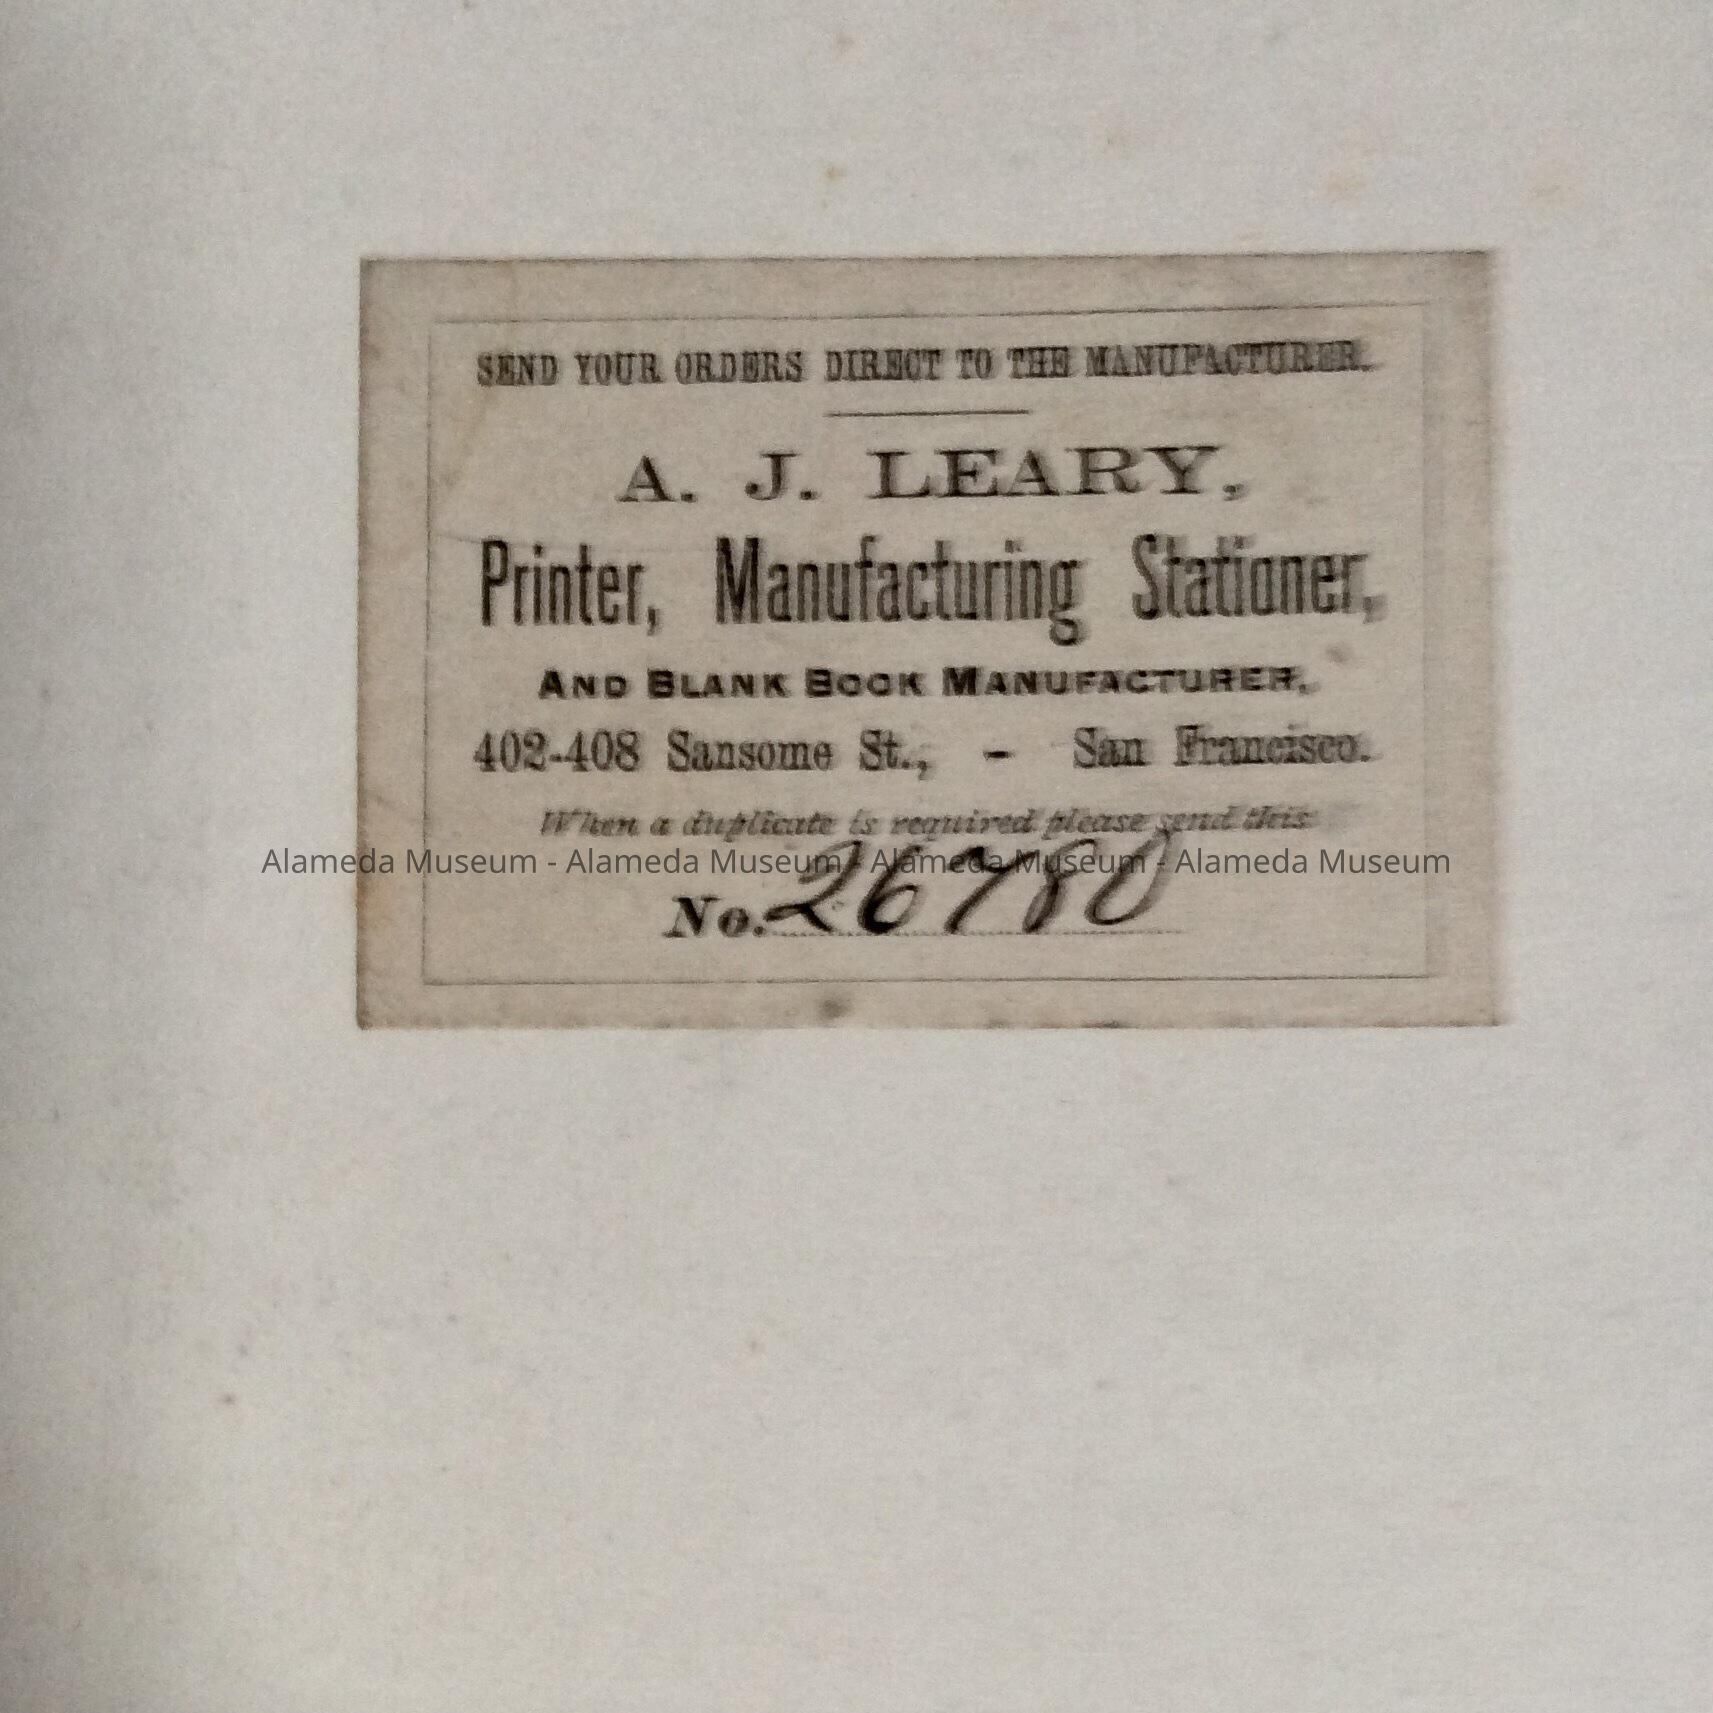 SEND YOUR ORDERS DIRECT TO THE MANUFACTURER.
A. J. LEARY,
Printer, Manufacturing Stationer,
AND BLANK BOOK MANUFACTURER,
402-408 Sansome St., - San Francisco.
When a duplicate is required please send this
Alameda Museum - Alameda Museum - Alameda Museum - Alameda Museum
No. 26780